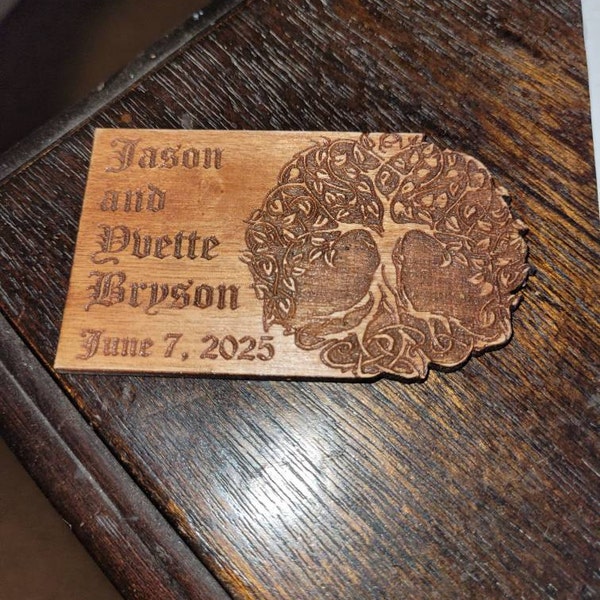 Jason
and
Yvette
Bryson
June 7, 2025